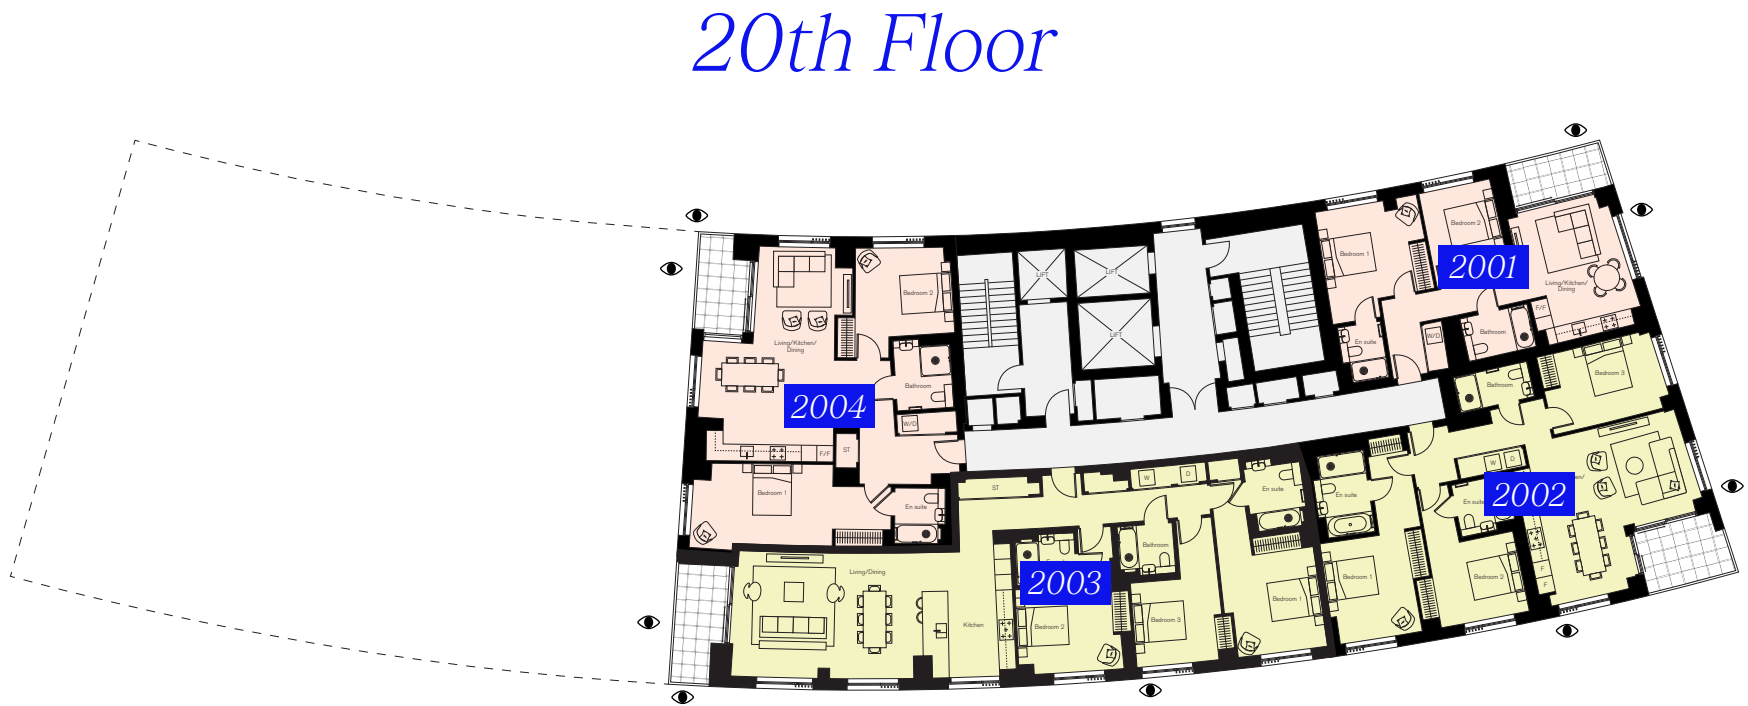 20th Floor
Bedroom 1
Bedroom 2
2001
Living/Kitchen/
Dining
F/F
En suite
W/D
Bathroom
LIFT
LIFT
LIFT
Bedroom 2
Living/Kitchen/
Dining
Bathroom
2004
W/D
F/F
ST
Bedroom 1
En suite
Bathroom
Bedroom 3
W
D
2002
En suite
En suite
Bedroom 1
Bedroom 2
F
F
ST
W
D
En suite
Bathroom
Living/Dining
2003
Kitchen
Bedroom 2
Bedroom 3
Bedroom 1